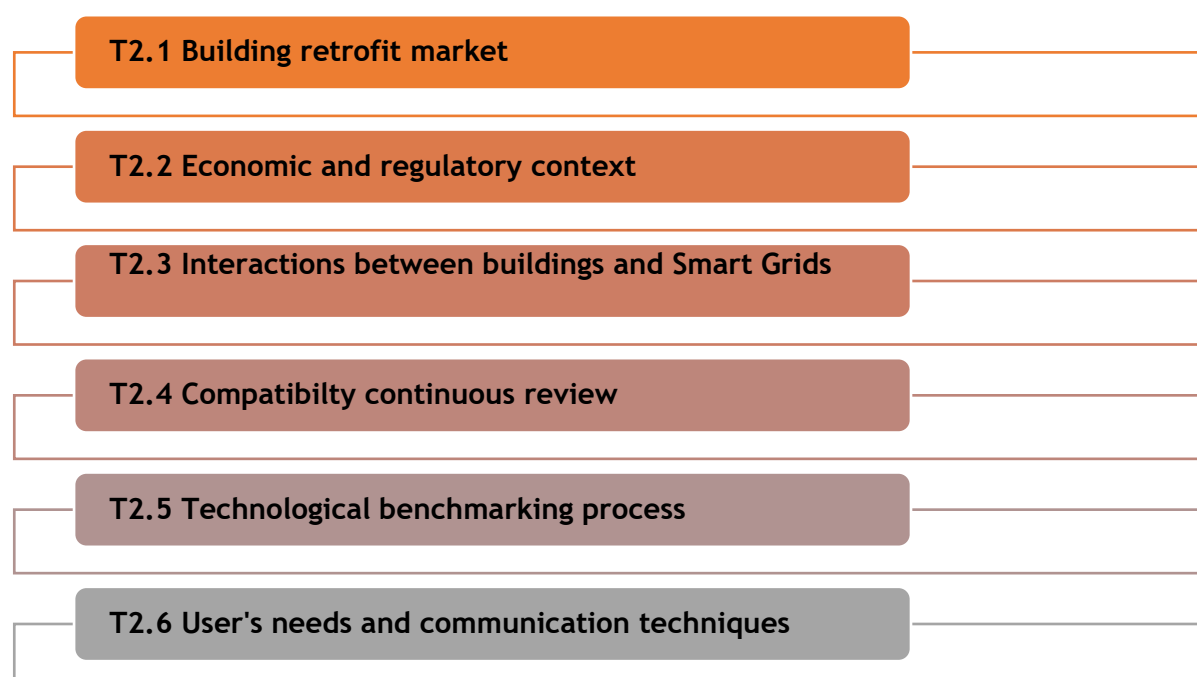 T2.1 Building retrofit market
T2.2 Economic and regulatory context
T2.3 Interactions between buildings and Smart Grids
T2.4 Compatibilty continuous review
T2.5 Technological benchmarking process
T2.6 User's needs and communication techniques